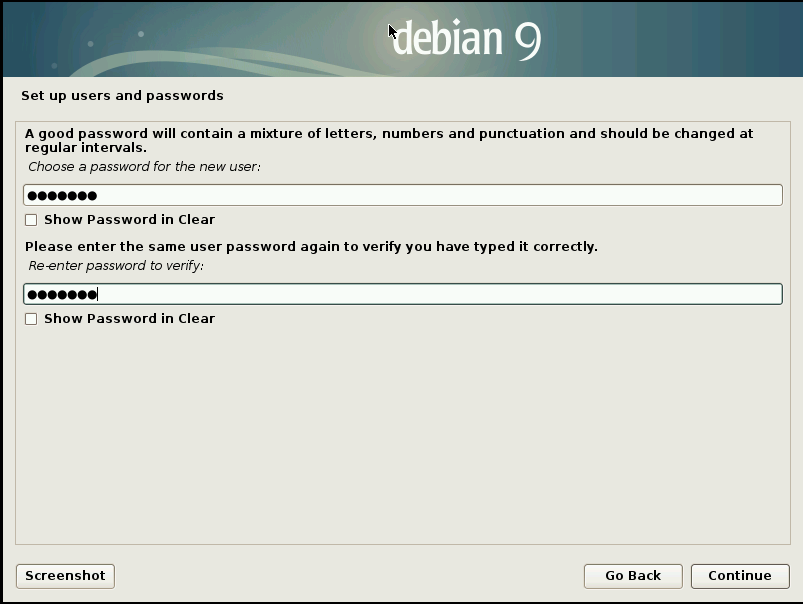 debian 9
Set up users and passwords
A good password will contain a mixture of letters, numbers and punctuation and should be changed at
regular intervals.
Choose a password for the new user:
●●●●●●●
Show Password in Clear
Please enter the same user password again to verify you have typed it correctly.
Re-enter password to verify:
●●●●●●●
Show Password in Clear
Screenshot
Go Back
Continue